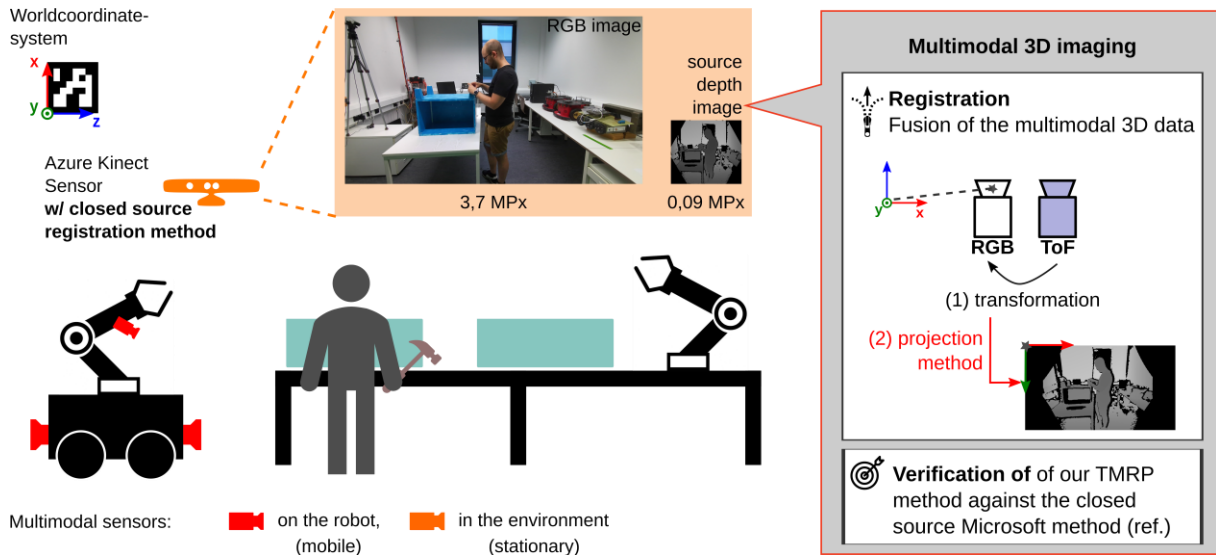 Worldcoordinate-
system
x
y
z
Azure Kinect
Sensor
w/ closed source
registration method
RGB image
source
depth
image
3,7 MPx
0,09 MPx
Multimodal sensors:
on the robot,
(mobile)
in the environment
(stationary)
Multimodal 3D imaging
Registration
Fusion of the multimodal 3D data
y
x
RGB
ToF
(1) transformation
(2) projection
method
Verification of of our TMRP
method against the closed
source Microsoft method (ref.)